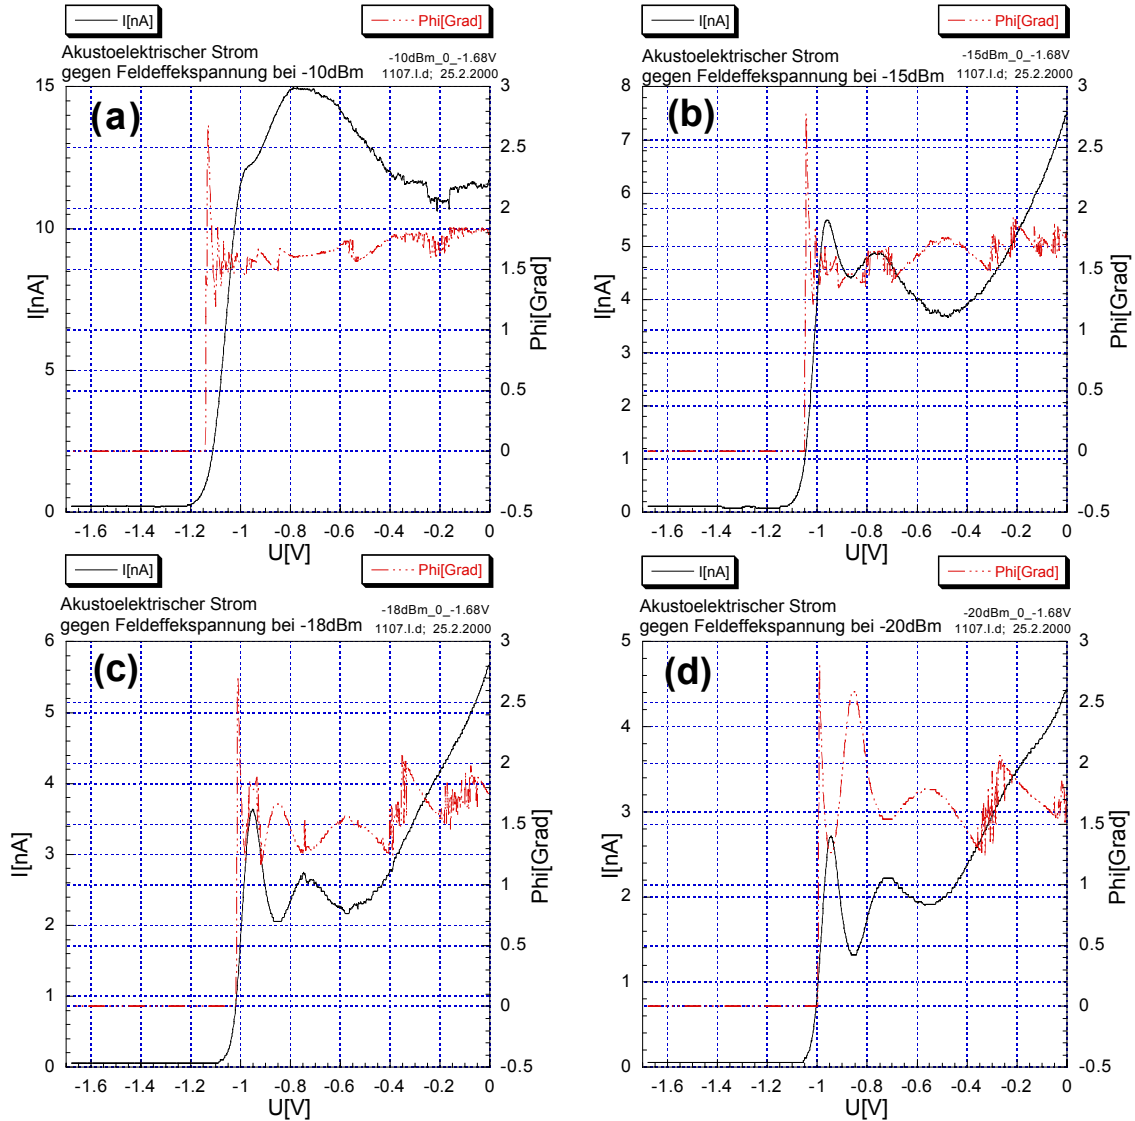 I[nA]
Phi[Grad]
Akustoelektrischer Strom
gegen Feldeffekspannung bei -10dBm
-10dBm_0_-1.68V
1107.I.d; 25.2.2000
(a)
15
10
5
0
I[nA]
3
2.5
2
1.5
1
0.5
0
-0.5
Phi[Grad]
-1.6 -1.4 -1.2 -1 -0.8 -0.6 -0.4 -0.2 0
U[V]
I[nA]
Phi[Grad]
Akustoelektrischer Strom
gegen Feldeffekspannung bei -15dBm
-15dBm_0_-1.68V
1107.I.d; 25.2.2000
(b)
8
7
6
5
4
3
2
1
0
I[nA]
3
2.5
2
1.5
1
0.5
0
-0.5
Phi[Grad]
-1.6 -1.4 -1.2 -1 -0.8 -0.6 -0.4 -0.2 0
U[V]
I[nA]
Phi[Grad]
Akustoelektrischer Strom
gegen Feldeffekspannung bei -18dBm
-18dBm_0_-1.68V
1107.I.d; 25.2.2000
(c)
6
5
4
3
2
1
0
I[nA]
3
2.5
2
1.5
1
0.5
0
-0.5
Phi[Grad]
-1.6 -1.4 -1.2 -1 -0.8 -0.6 -0.4 -0.2 0
U[V]
I[nA]
Phi[Grad]
Akustoelektrischer Strom
gegen Feldeffekspannung bei -20dBm
-20dBm_0_-1.68V
1107.I.d; 25.2.2000
(d)
5
4
3
2
1
0
I[nA]
3
2.5
2
1.5
1
0.5
0
-0.5
Phi[Grad]
-1.6 -1.4 -1.2 -1 -0.8 -0.6 -0.4 -0.2 0
U[V]